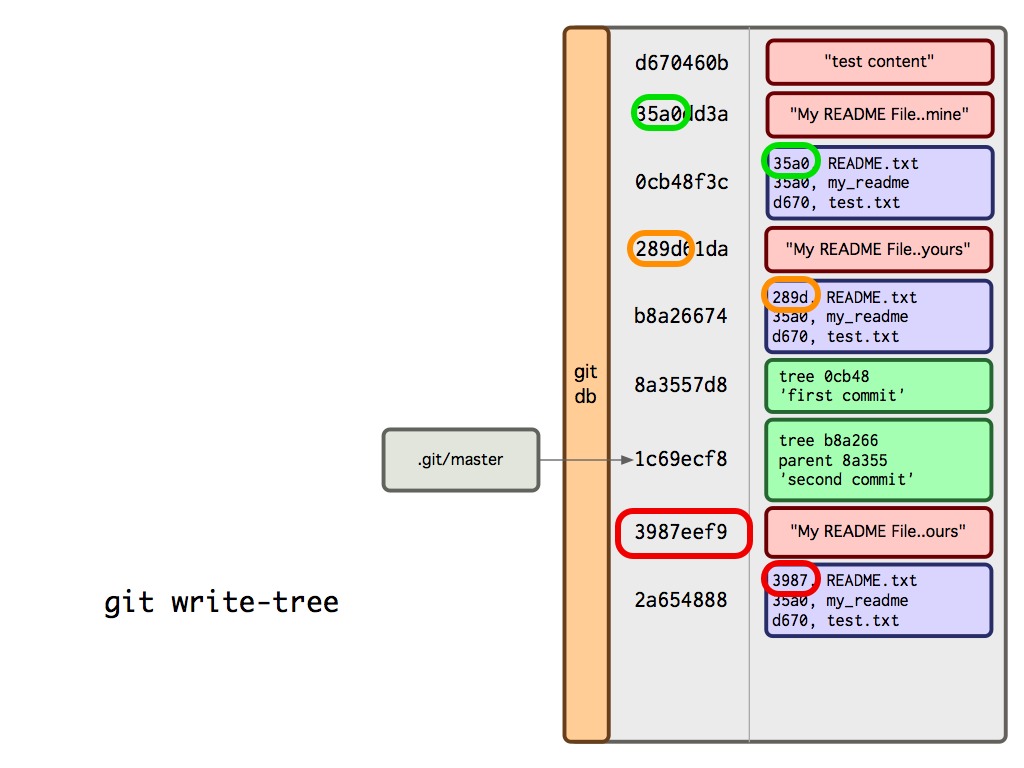 d670460b
"test content"
35a0dd3a
"My README File..mine"
0cb48f3c
35a0, README.txt
35a0, my_readme
d670, test.txt
289d61da
"My README File..yours"
b8a26674
289d, README.txt
35a0, my_readme
d670, test.txt
git
db
8a3557d8
tree 0cb48
'first commit'
.git/master
1c69ecf8
tree b8a266
parent 8a355
'second commit'
3987eef9
"My README File..ours"
git write-tree
2a654888
3987, README.txt
35a0, my_readme
d670, test.txt